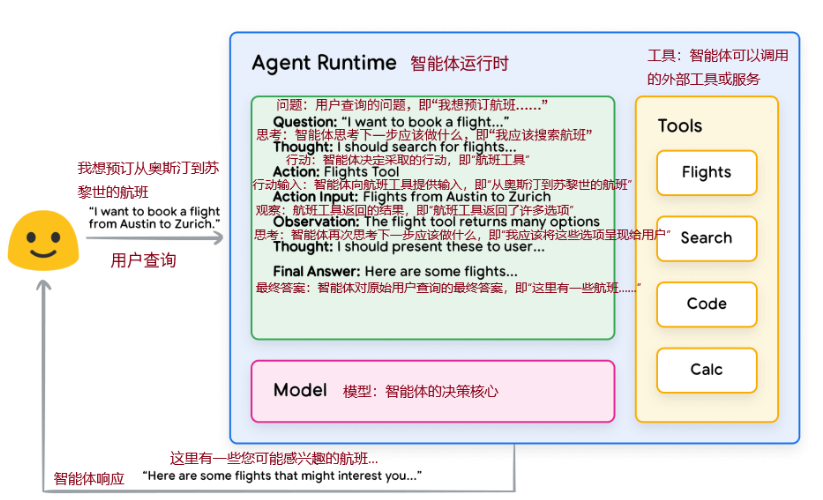 Agent Runtime 智能体运行时
工具：智能体可以调用
的外部工具或服务
问题：用户查询的问题，即“我想预订航班……”
Question: “I want to book a flight...”
思考：智能体思考下一步应该做什么，即“我应该搜索航班”
Thought: I should search for flights...
行动：智能体决定采取的行动，即“航班工具”
Action: Flights Tool
行动输入：智能体向航班工具提供输入，即“从奥斯汀到苏黎世的航班”
Action Input: Flights from Austin to Zurich
观察：航班工具返回的结果，即“航班工具返回了许多选项”
Observation: The flight tool returns many options
思考：智能体再次思考下一步应该做什么，即“我应该将这些选项呈现给用户”
Thought: I should present these to user...
Final Answer: Here are some flights...
最终答案：智能体对原始用户查询的最终答案，即“这里有一些航班……”
Tools
Flights
Search
Code
Calc
我想预订从奥斯汀到苏
黎世的航班
“I want to book a flight
from Austin to Zurich.”
用户查询
Model 模型：智能体的决策核心
这里有一些您可能感兴趣的航班...
智能体响应 “Here are some flights that might interest you...”